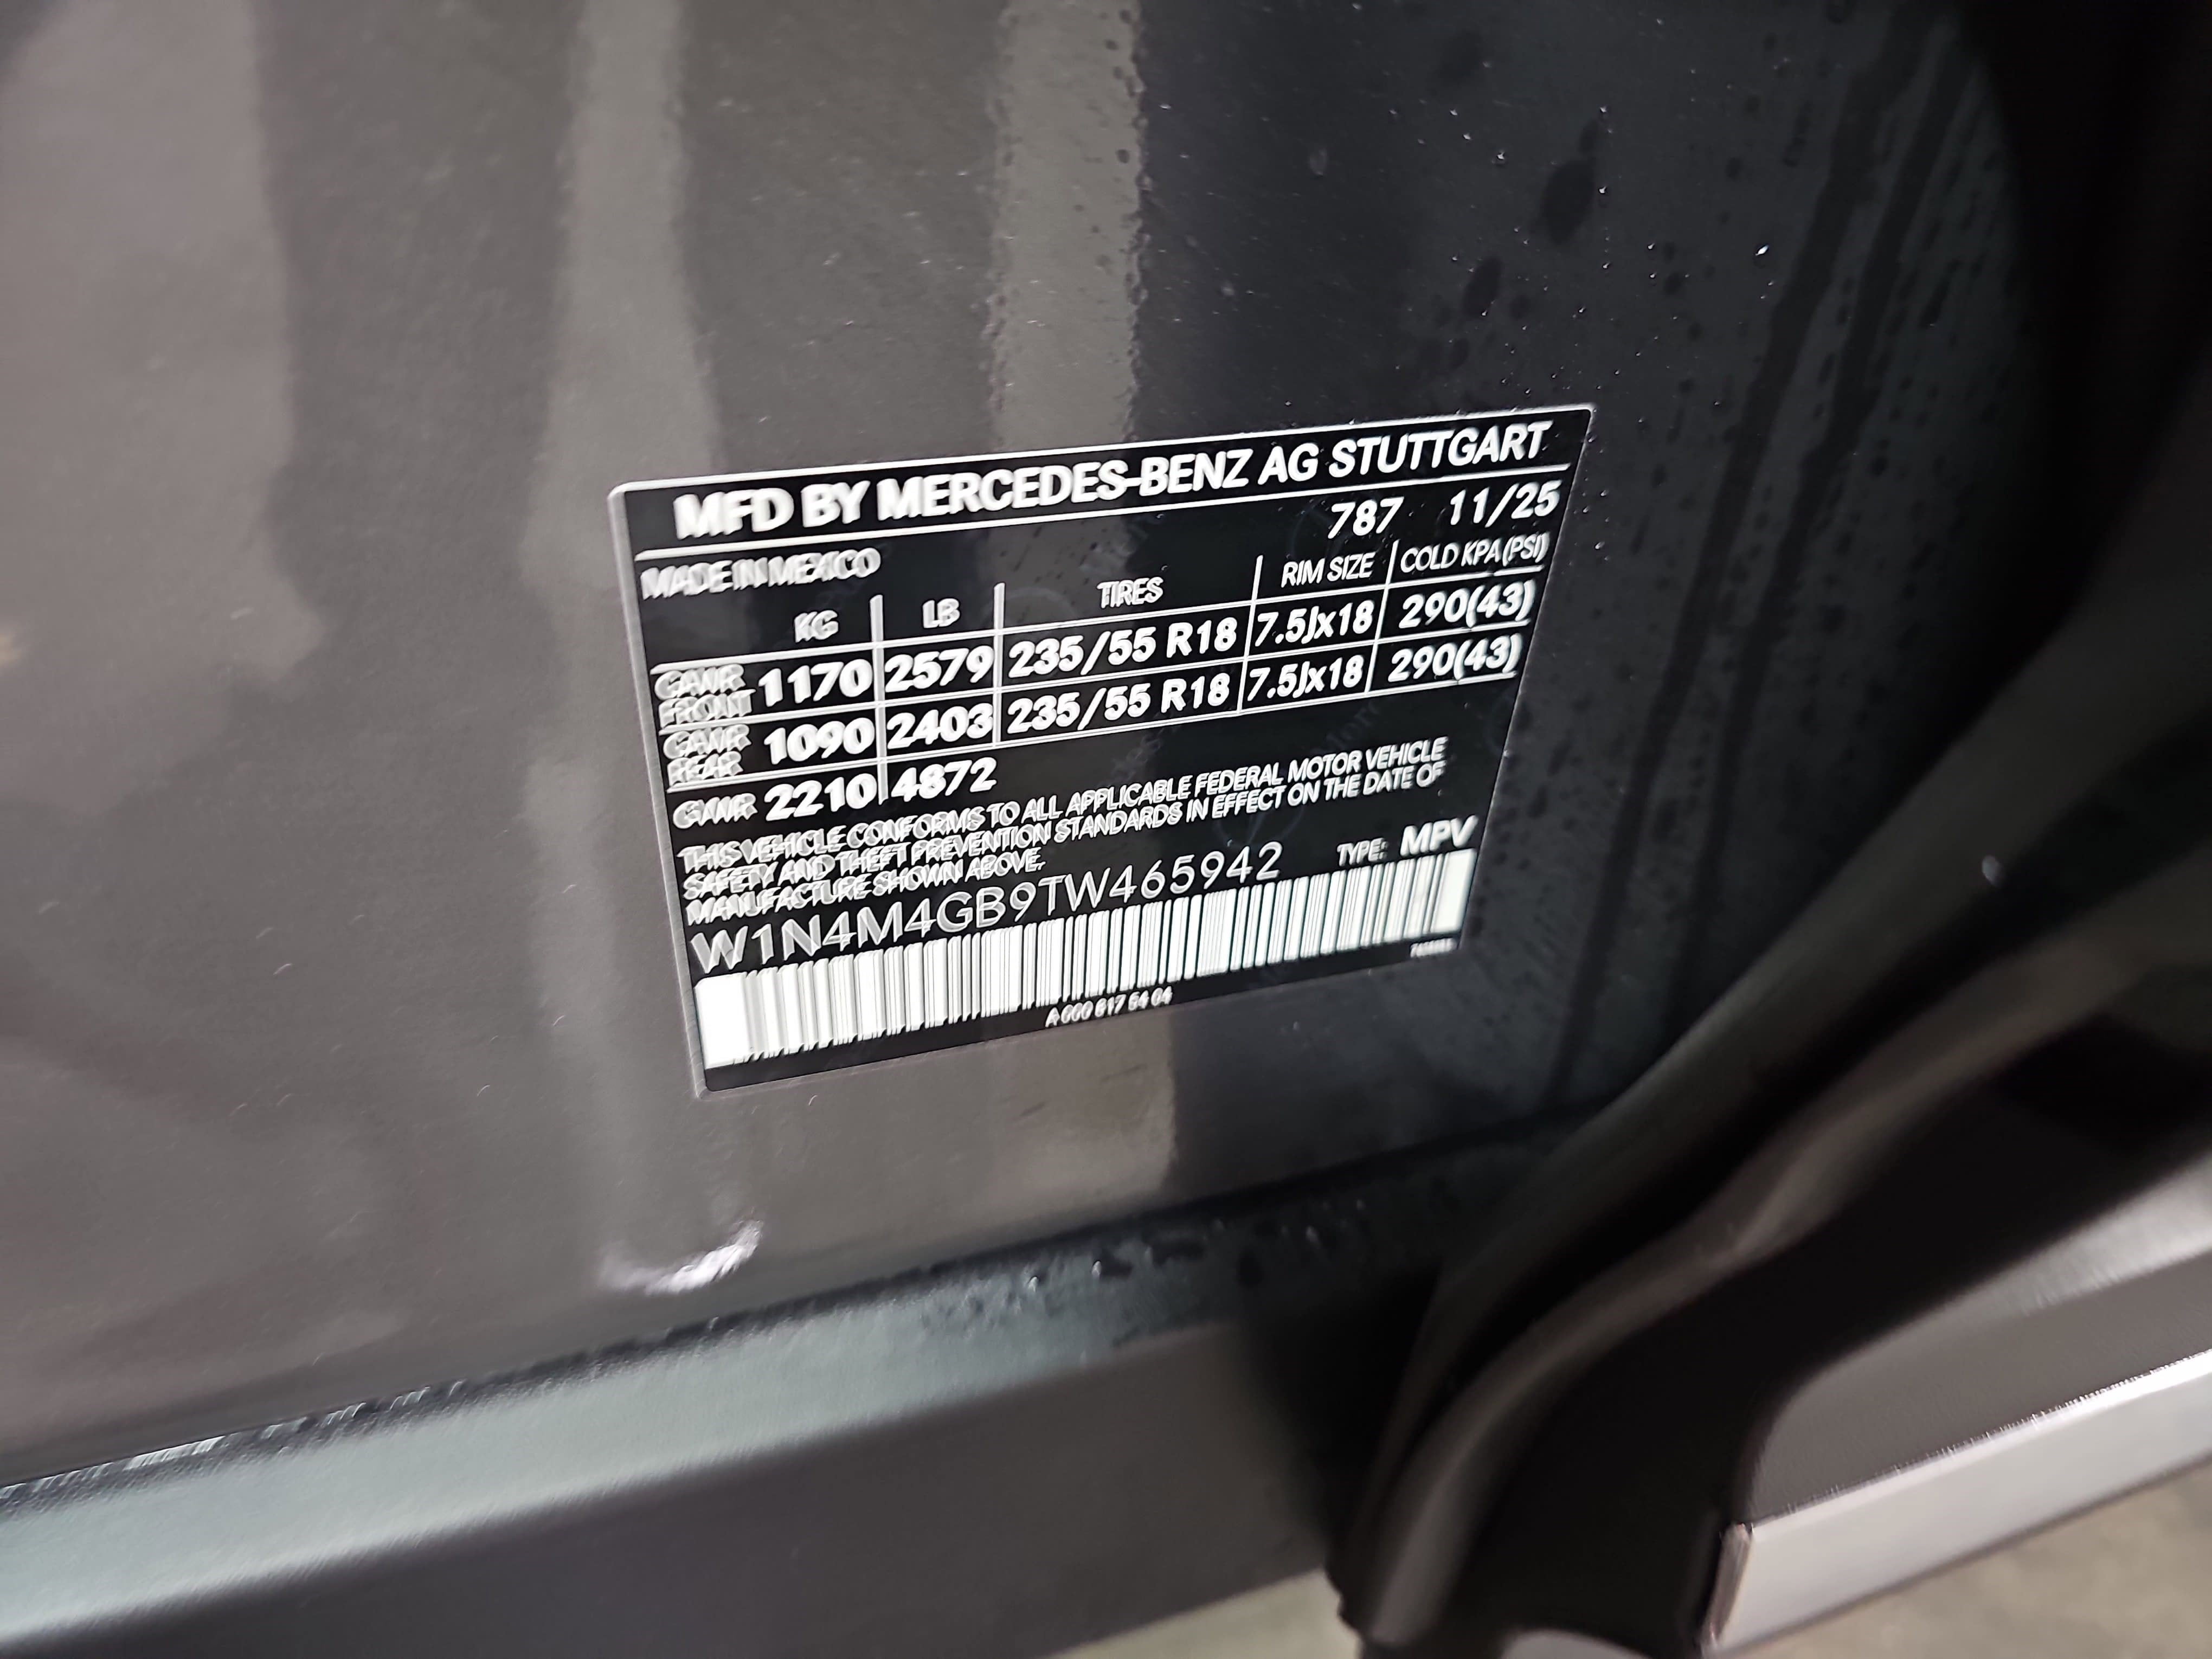 MFD BY MERCEDES-BENZ AG STUTTGART
787 11/25
MADE IN MEXICO
KG LB TIRES RIM SIZE COLD KPA (PSI)
GAWR FRONT 1170 2579 235/55 R18 7.5Jx18 290(43)
GAWR REAR 1090 2403 235/55 R18 7.5Jx18 290(43)
GVWR 2210 4872
THIS VEHICLE CONFORMS TO ALL APPLICABLE FEDERAL MOTOR VEHICLE
SAFETY AND THEFT PREVENTION STANDARDS IN EFFECT ON THE DATE OF
MANUFACTURE SHOWN ABOVE.
TYPE: MPV
W1N4M4GB9TW465942
A 000 817